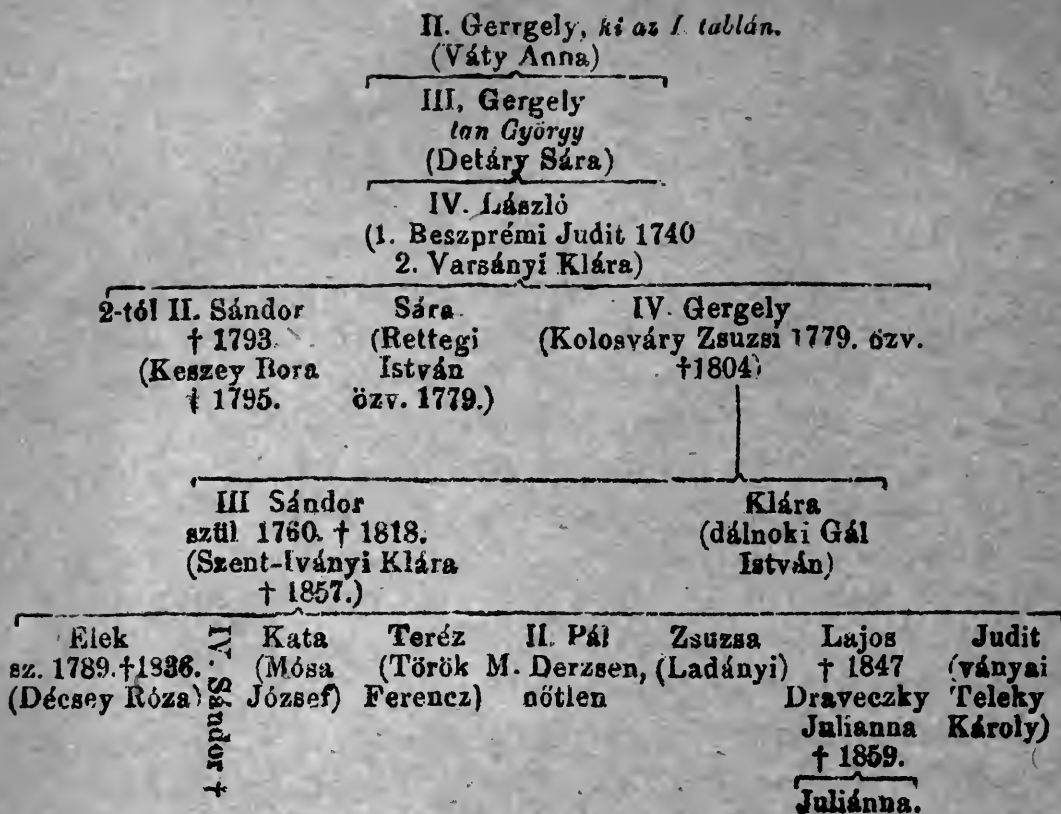 II. Gerrgely, ki az I. tablán.
(Váty Anna)
III, Gergely
tan György
(Detáry Sára)
IV. László
(1. Beszprémi Judit 1740
2. Varsányi Klára)
2-tól II. Sándor
† 1793.
(Keszey Bora
† 1795.
Sára
(Rettegi
István
özv. 1779.)
IV. Gergely
(Kolosváry Zsuzsi 1779. özv.
†1804)
III Sándor
szül 1760. † 1818.
(Szent-Iványi Klára
† 1857.)
Klára
(dálnoki Gál
István)
Elek
sz. 1789.†1836.
(Décsey Róza)
IV. Sándor †
Kata
(Mósa
József)
Teréz
(Török
Ferencz)
II. Pál
M. Derzsen,
nötlen
Zsuzsa
(Ladányi)
Lajos
† 1847
Draveczky
Julianna
† 1859.
Juliánna.
Judit
(ványai
Teleky
Károly)